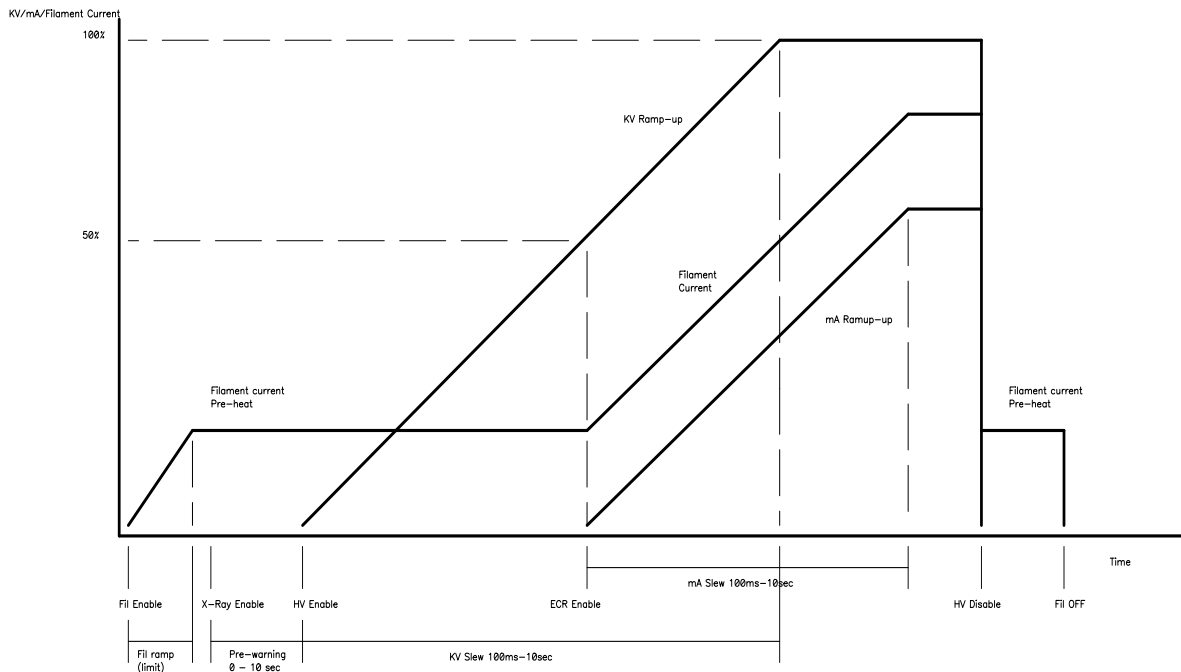 KV/mA/Filament Current
100%
KV Ramp-up
50%
Filament
Current
mA Ramup-up
Filament current
Pre-heat
Filament current
Pre-heat
Time
mA Slew 100ms-10sec
Fil Enable
X-Ray Enable
HV Enable
ECR Enable
HV Disable
Fil OFF
Fil ramp
(limit)
Pre-warning
0 - 10 sec
KV Slew 100ms-10sec